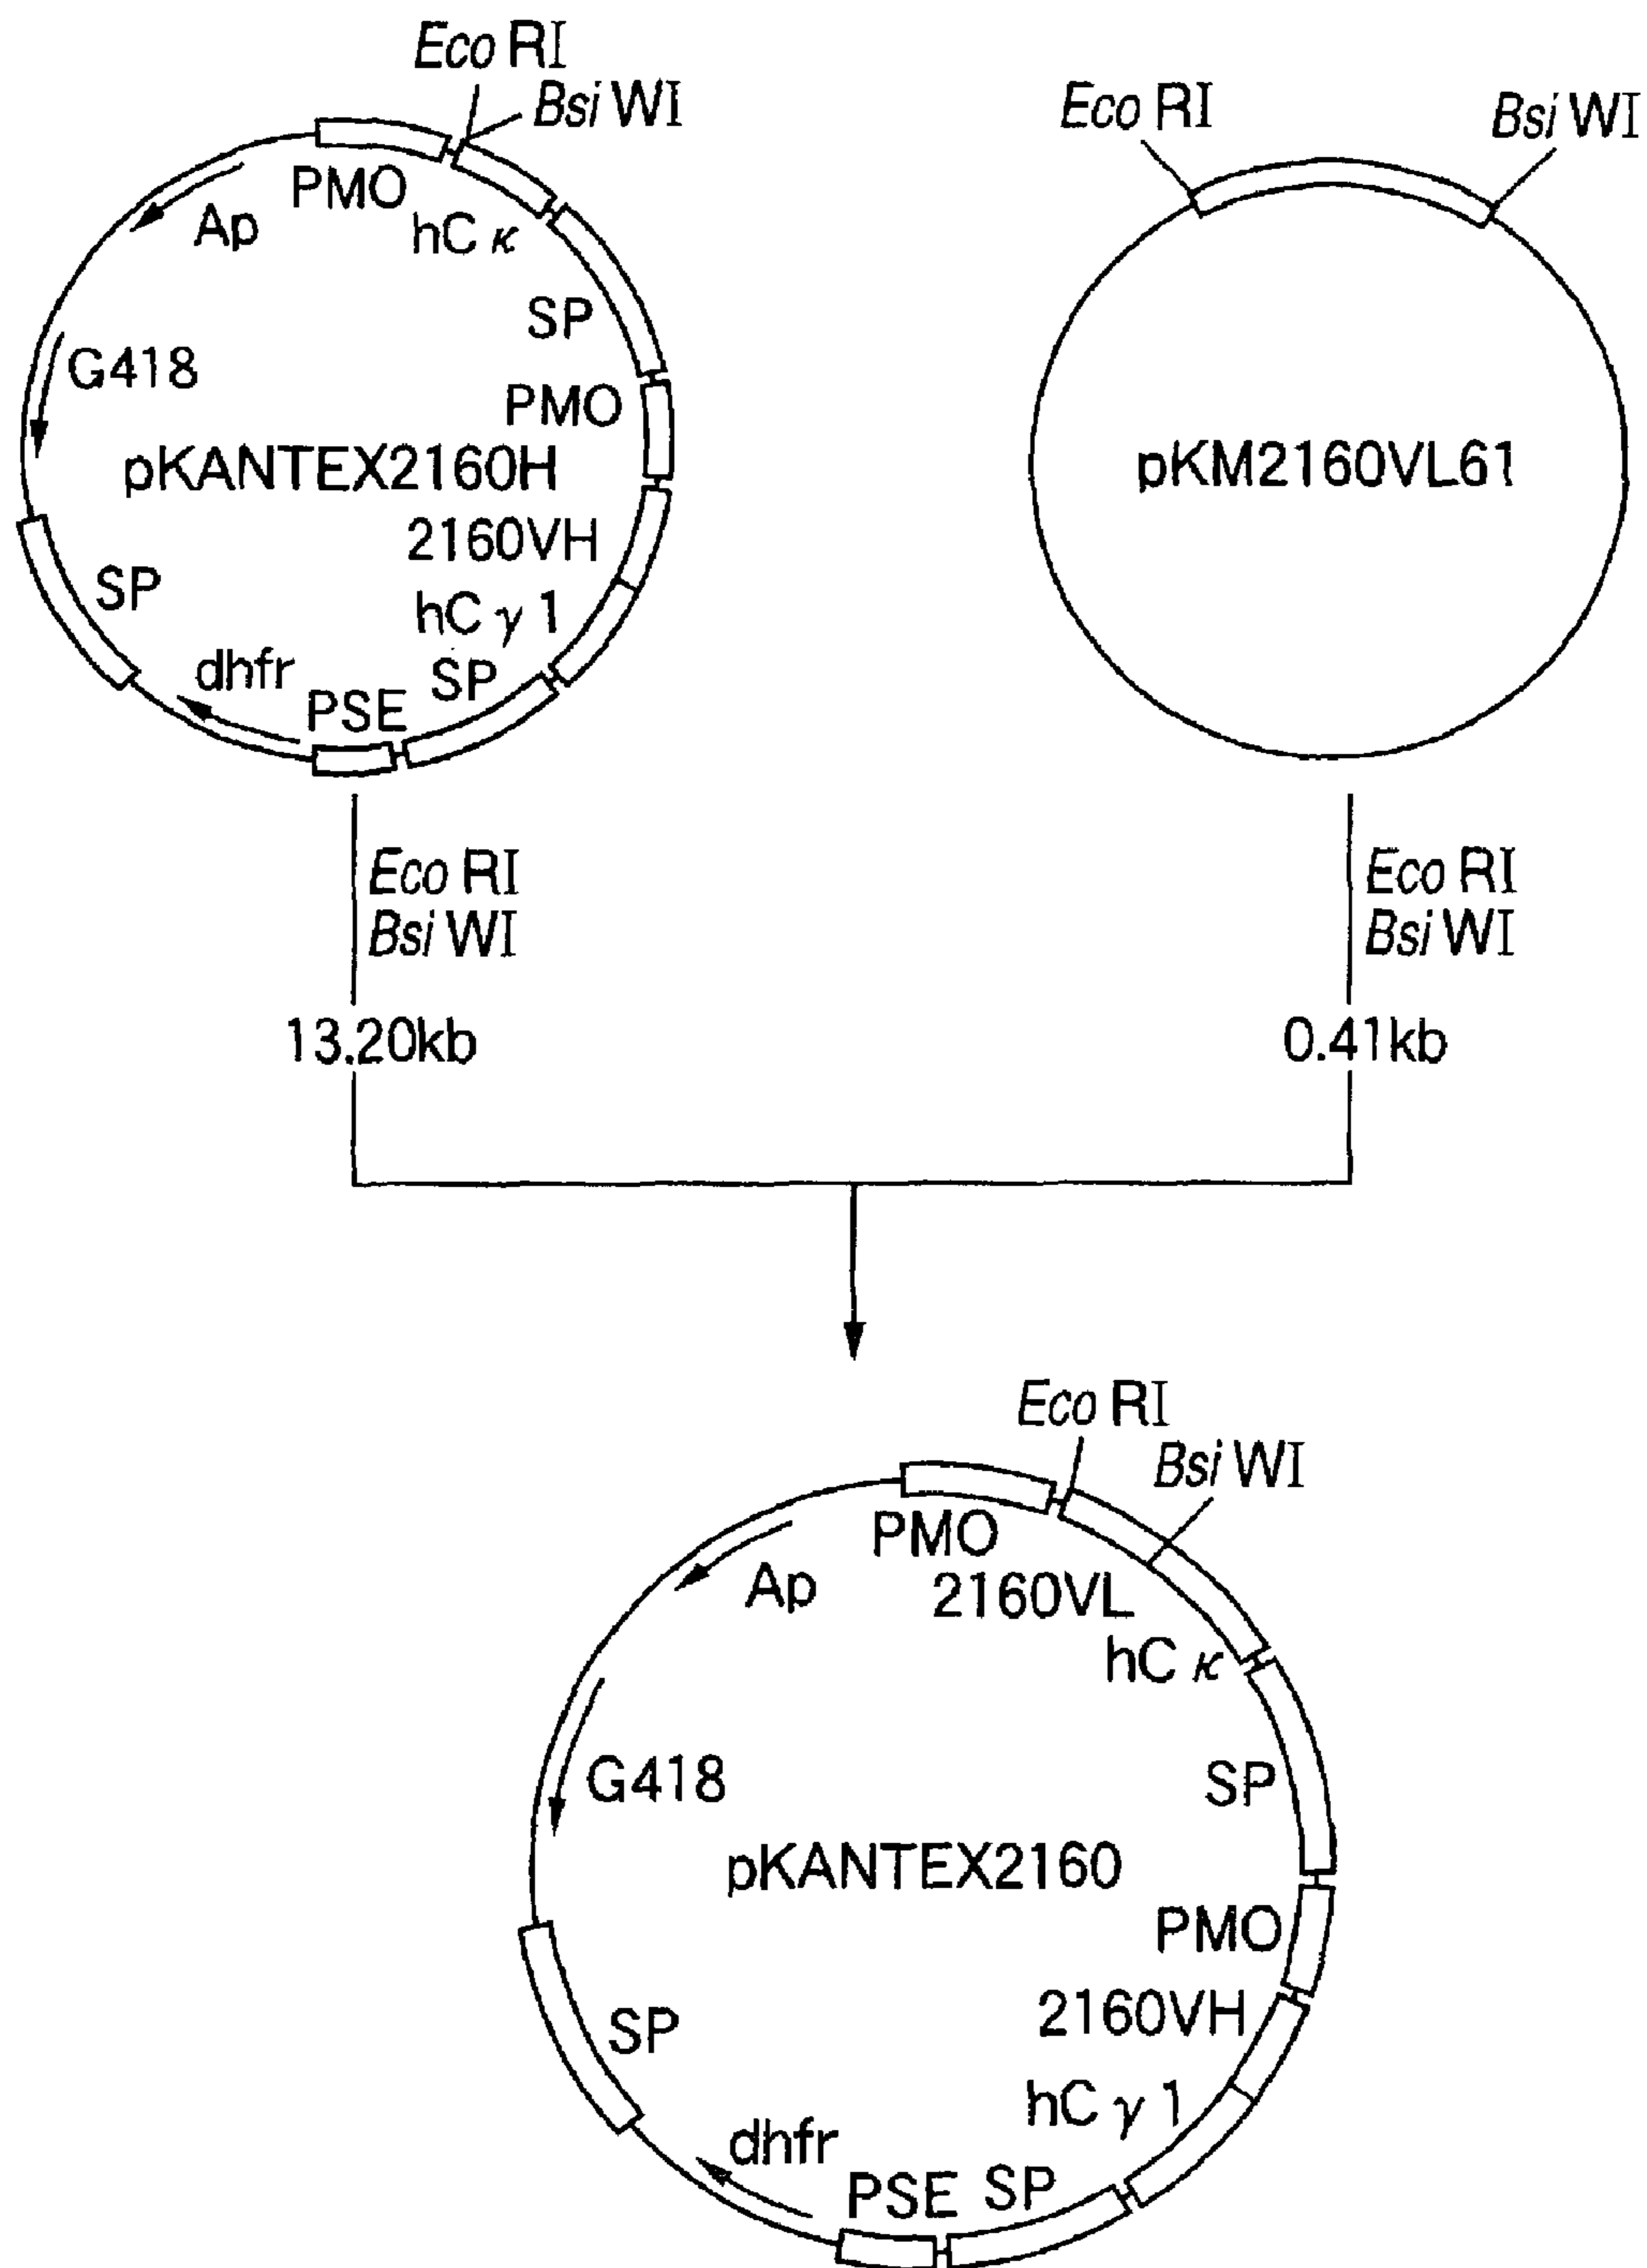 Eco RI
Bsi WI
PMO
Ap
hC κ
SP
G418
PMO
pKANTEX2160H
2160VH
SP
hC γ 1
dhfr
SP
PSE
Eco RI
Bsi WI
pKM2160VL61
Eco RI
Bsi WI
13.20kb
Eco RI
Bsi WI
0.41kb
Eco RI
Bsi WI
PMO
Ap
2160VL
hC κ
G418
SP
pKANTEX2160
PMO
2160VH
SP
hC γ 1
dhfr
PSE
SP